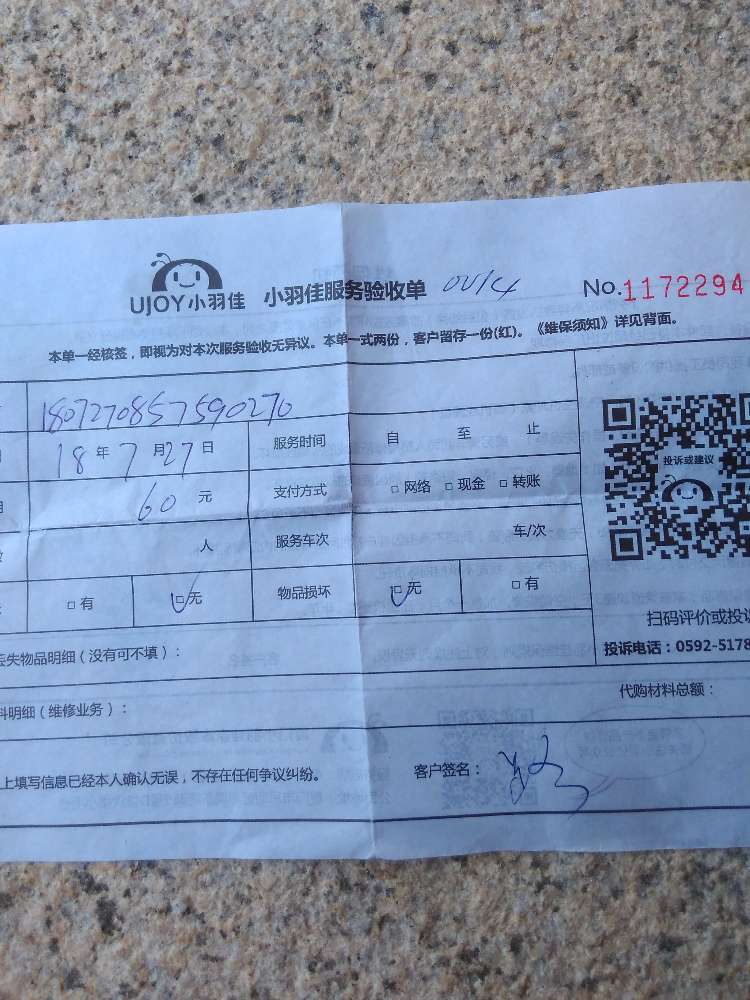 UJOY小羽佳 小羽佳服务验收单 No.1172294
本单一经核签，即视为对本次服务验收无异议。本单一式两份，客户留存一份(红)。《维保须知》详见背面。
1807270857590270
18年7月27日 服务时间 自 至 止
60元 支付方式 □网络 □现金 □转账
人 服务车次 车/次
□有 □无 物品损坏 □无 □有
投诉或建议
扫码评价或投诉
丢失物品明细（没有可不填）： 投诉电话：0592-5178
料明细（维修业务）： 代购材料总额：
上填写信息已经本人确认无误，不存在任何争议纠纷。 客户签名：